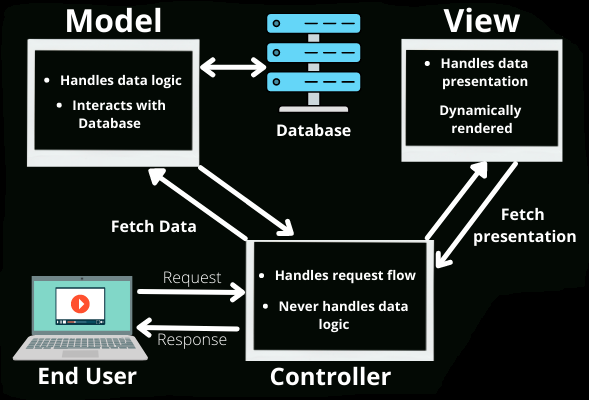 Model
View
• Handles data logic
• Interacts with
Database
Database
• Handles data
presentation
Dynamically
rendered
Fetch Data
Fetch
presentation
Request
Response
• Handles request flow
• Never handles data
logic
End User
Controller